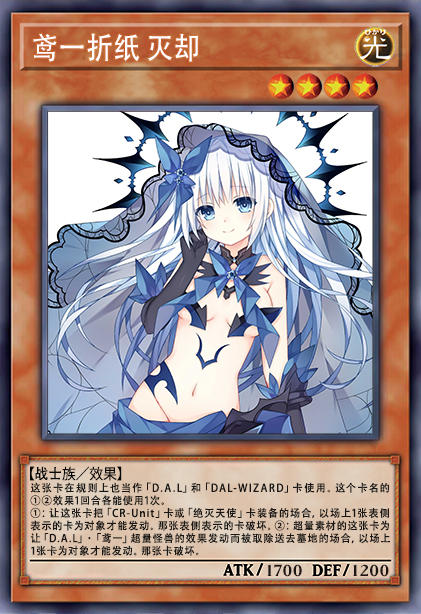 鸢一折纸 灭却
ひかり
光
【战士族／效果】
这张卡在规则上也当作「D.A.L」和「DAL-WIZARD」卡使用。这个卡名的
①②效果1回合各能使用1次。
①：让这张卡把「CR-Unit」卡或「绝灭天使」卡装备的场合，以场上1张表侧
表示的卡为对象才能发动。那张表侧表示的卡破坏。②：超量素材的这张卡为
让「D.A.L」·「鸢一」超量怪兽的效果发动而被取除送去墓地的场合，以场上
1张卡为对象才能发动。那张卡破坏。
ATK/1700 DEF/1200